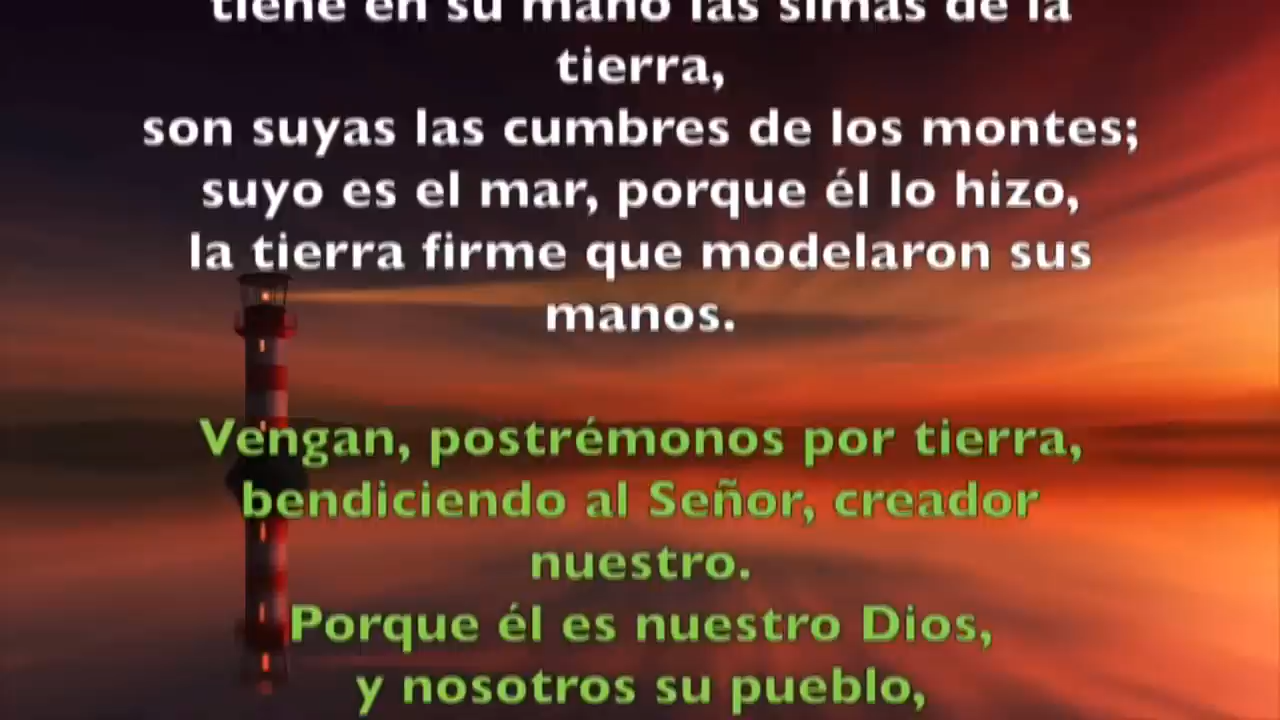 tiene en su mano las simas de la
tierra,
son suyas las cumbres de los montes;
suyo es el mar, porque él lo hizo,
la tierra firme que modelaron sus
manos.
Vengan, postrémonos por tierra,
bendiciendo al Señor, creador
nuestro.
Porque él es nuestro Dios,
y nosotros su pueblo,